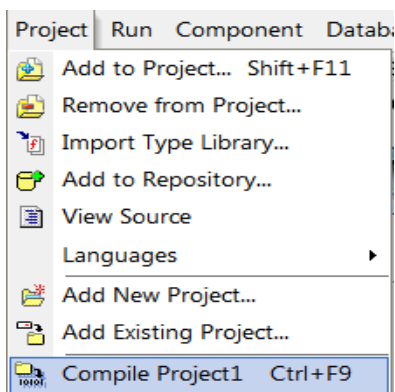 Project Run Component Datab
Add to Project... Shift+F11
Remove from Project...
Import Type Library...
Add to Repository...
View Source
Languages
Add New Project...
Add Existing Project...
Compile Project1 Ctrl+F9